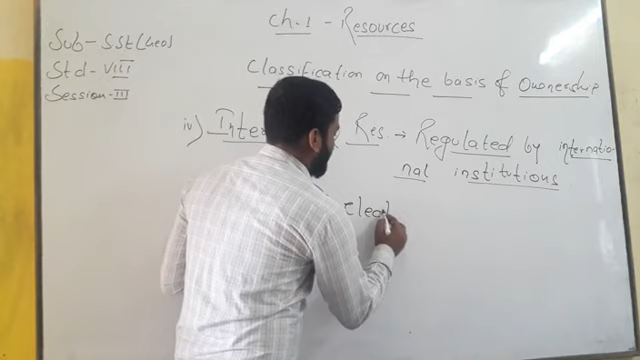 Ch.1 - Resources
Sub - SSt (Geo)
Std - VIII
Session - III
Classification on the basis of Ownership
iv) Inter Res. → Regulated by internatio-
nal institutions